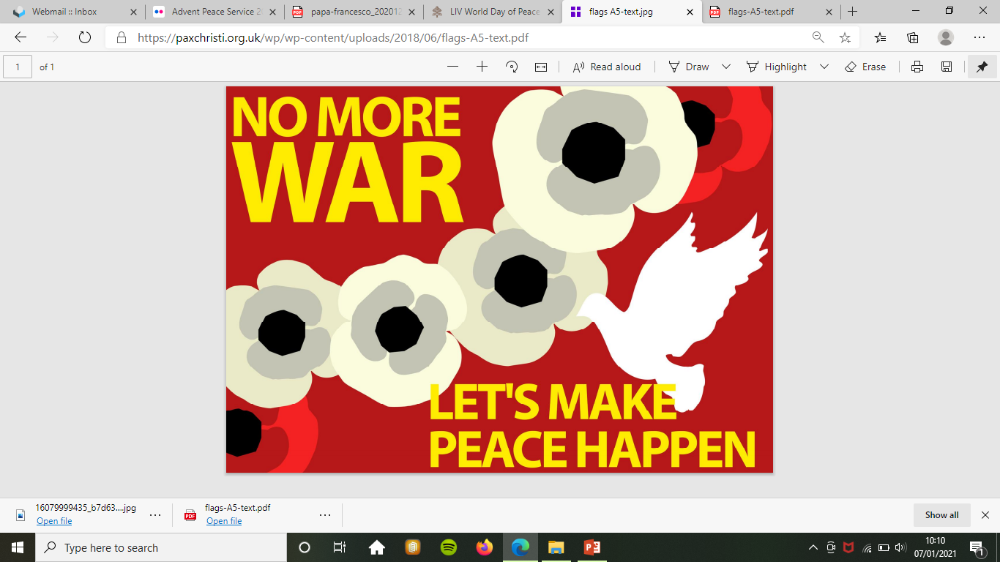 Webmail :: Inbox
Advent Peace Service 2
papa-francesco_202012
LIV World Day of Peace
flags A5-text.jpg
flags-A5-text.pdf
https://paxchristi.org.uk/wp/wp-content/uploads/2018/06/flags-A5-text.pdf
1 of 1
Read aloud
Draw
Highlight
Erase
NO MORE
WAR
LET'S MAKE
PEACE HAPPEN
16079999435_b7d63....jpg
Open file
flags-A5-text.pdf
Open file
Show all
Type here to search
10:10
07/01/2021
1